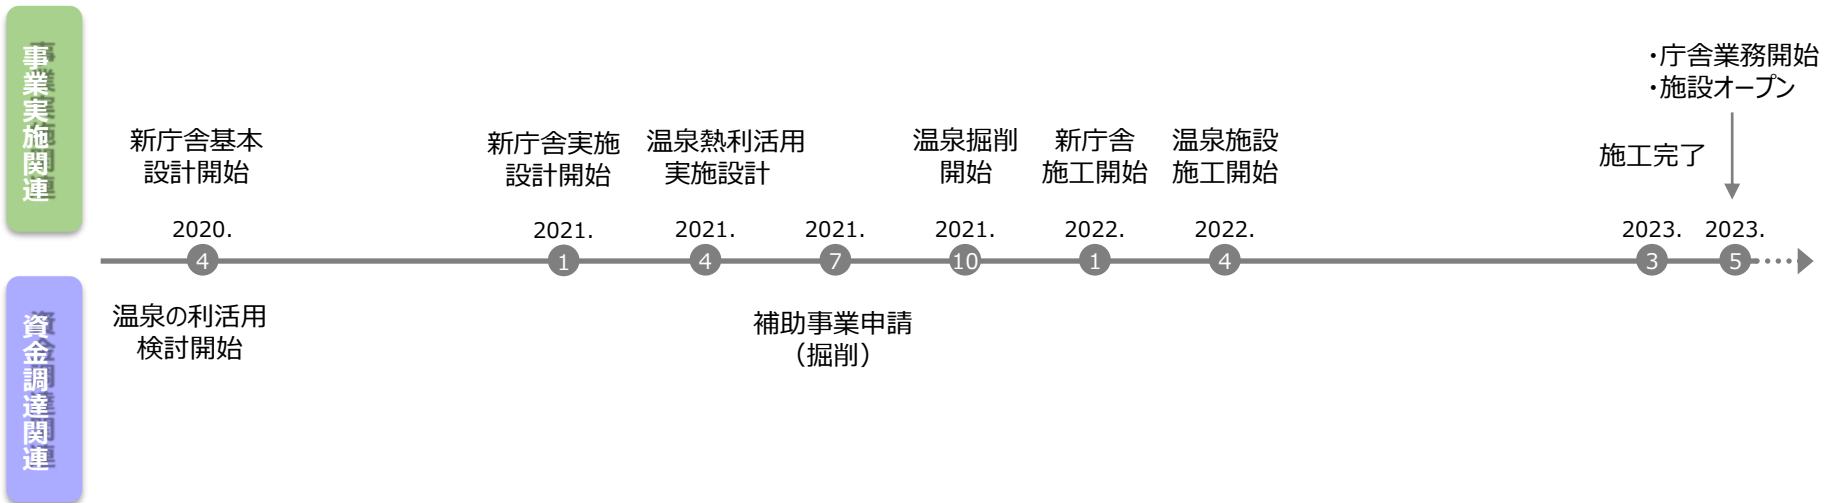 事業実施関連
・庁舎業務開始
・施設オープン
新庁舎基本
設計開始
新庁舎実施
設計開始
温泉熱利活用
実施設計
温泉掘削
開始
新庁舎
施工開始
温泉施設
施工開始
施工完了
2020.
4
2021.
1
2021.
4
2021.
7
2021.
10
2022.
1
2022.
4
2023.
3
2023.
5
資金調達関連
温泉の利活用
検討開始
補助事業申請
（掘削）